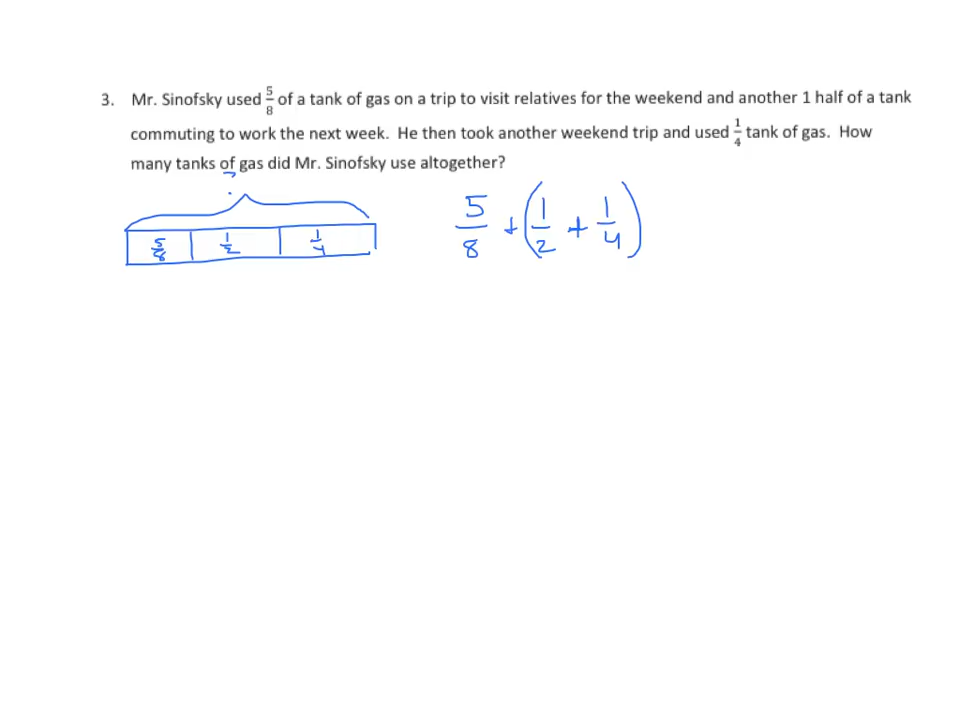 3. Mr. Sinofsky used 5/8 of a tank of gas on a trip to visit relatives for the weekend and another 1 half of a tank
commuting to work the next week. He then took another weekend trip and used 1/4 tank of gas. How
many tanks of gas did Mr. Sinofsky use altogether?
?
5/8 1/2 1/4
5/8 + (1/2 + 1/4)